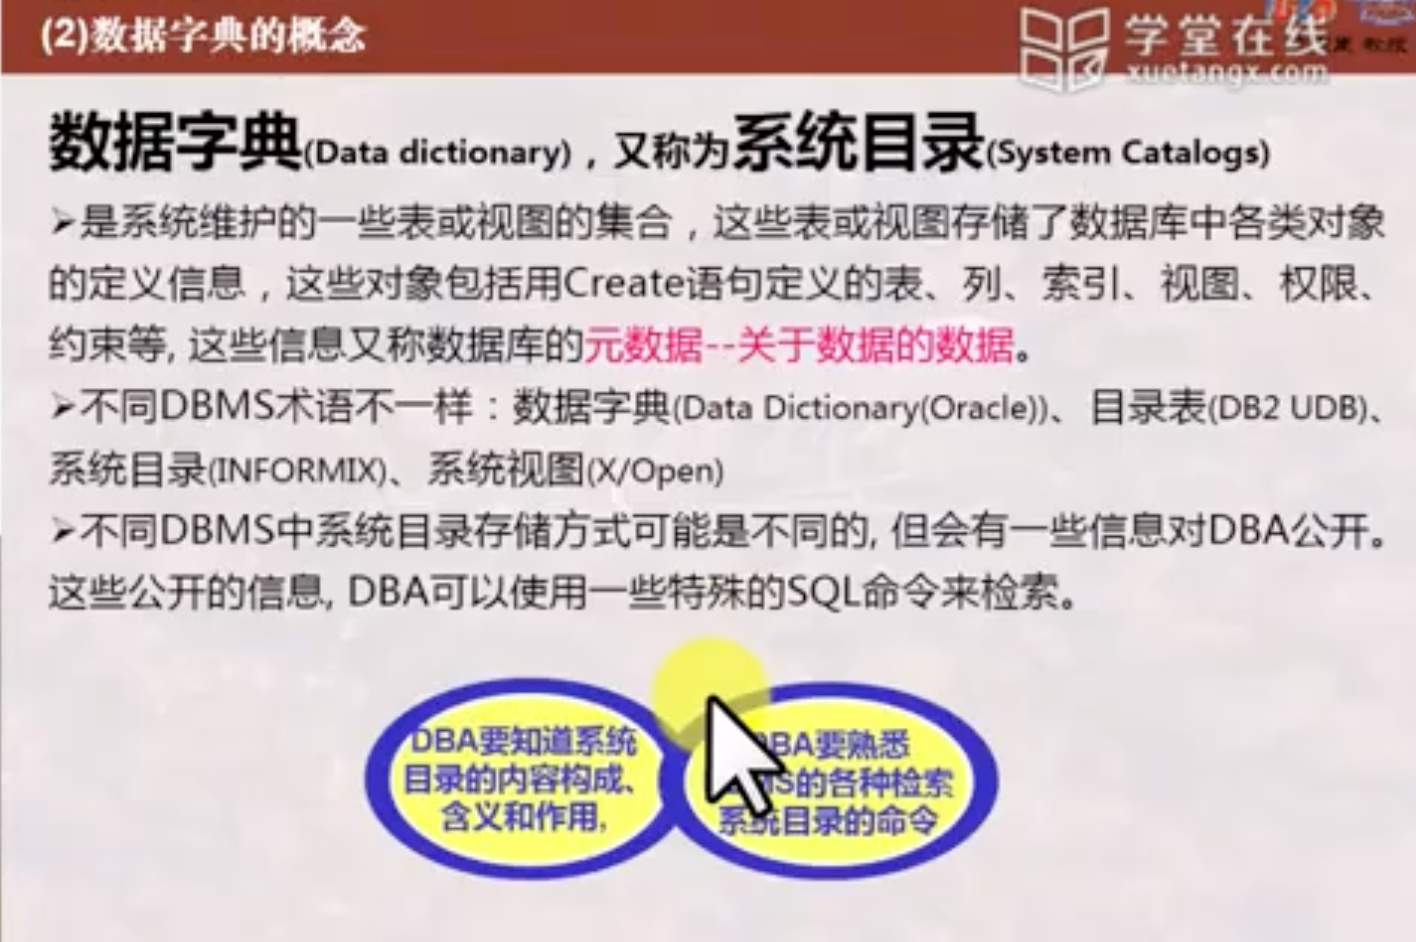 (2)数据字典的概念
学堂在线
xuetangx.com
教授
数据字典(Data dictionary)，又称为系统目录(System Catalogs)
➢是系统维护的一些表或视图的集合，这些表或视图存储了数据库中各类对象
的定义信息，这些对象包括用Create语句定义的表、列、索引、视图、权限、
约束等, 这些信息又称数据库的元数据--关于数据的数据。
➢不同DBMS术语不一样：数据字典(Data Dictionary(Oracle))、目录表(DB2 UDB)、
系统目录(INFORMIX)、系统视图(X/Open)
➢不同DBMS中系统目录存储方式可能是不同的, 但会有一些信息对DBA公开。
这些公开的信息, DBA可以使用一些特殊的SQL命令来检索。
DBA要知道系统
目录的内容构成、
含义和作用,
DBA要熟悉
MS的各种检索
系统目录的命令